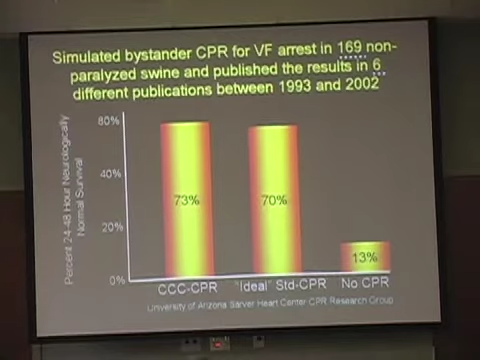 Simulated bystander CPR for VF arrest in 169 non-
paralyzed swine and published the results in 6
different publications between 1993 and 2002
Percent 24-48 Hour Neurologically
Normal Survival
80%
40%
20%
0%
73%
70%
13%
CCC-CPR
"Ideal" Std-CPR
No CPR
University of Arizona Sarver Heart Center CPR Research Group